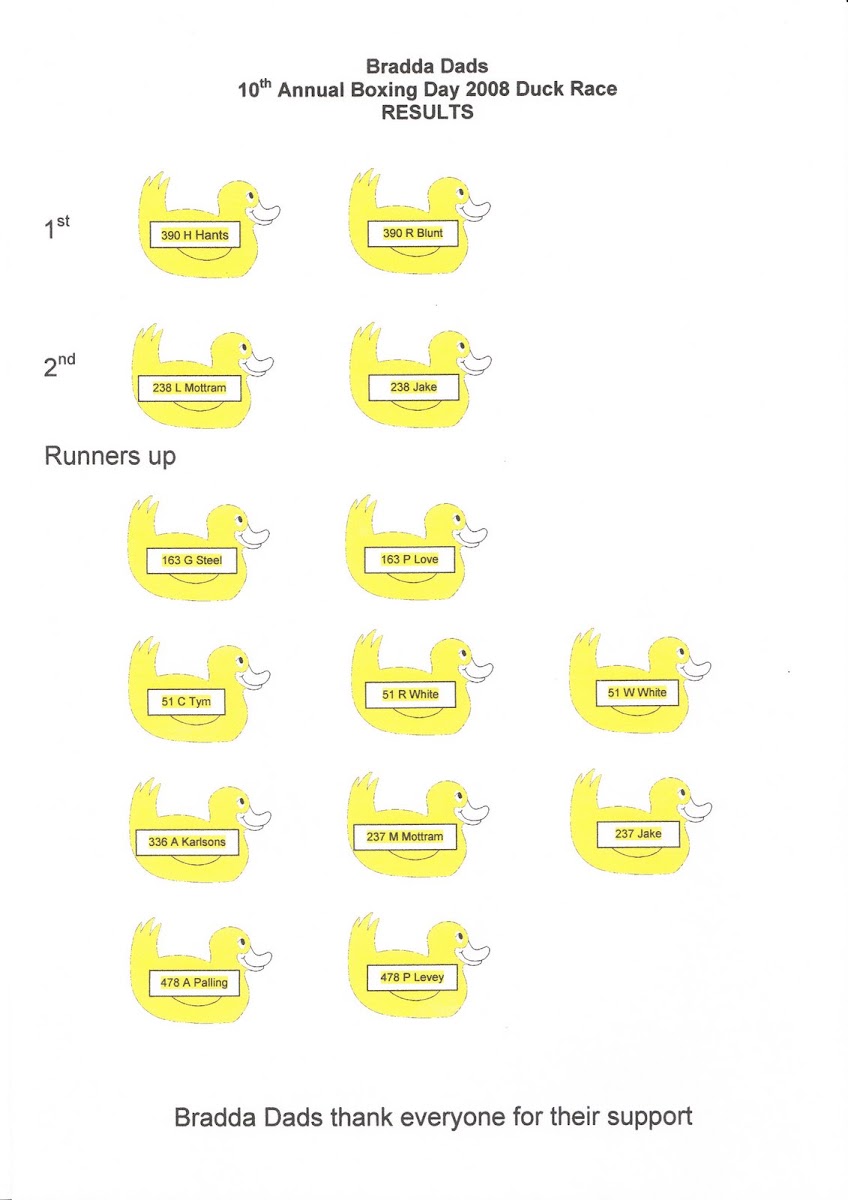 Bradda Dads
10th Annual Boxing Day 2008 Duck Race
RESULTS
1st
390 H Hants
390 R Blunt
2nd
238 L Mottram
238 Jake
Runners up
163 G Steel
163 P Love
51 C Tym
51 R White
51 W White
336 A Karlsons
237 M Mottram
237 Jake
478 A Palling
478 P Levey
Bradda Dads thank everyone for their support